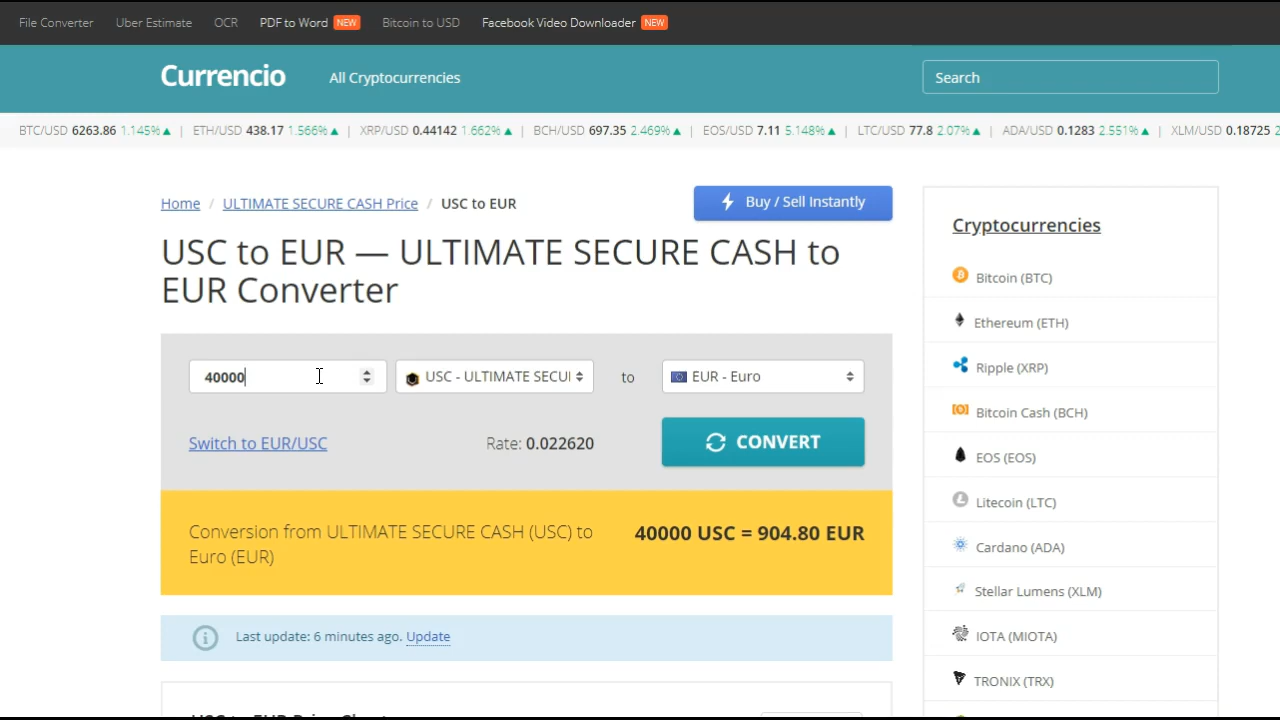 File Converter Uber Estimate OCR PDF to Word NEW Bitcoin to USD Facebook Video Downloader NEW
Currencio All Cryptocurrencies Search
BTC/USD 6263.86 1.145% ▲ | ETH/USD 438.17 1.566% ▲ | XRP/USD 0.44142 1.662% ▲ | BCH/USD 697.35 2.469% ▲ | EOS/USD 7.11 5.148% ▲ | LTC/USD 77.8 2.07% ▲ | ADA/USD 0.1283 2.551% ▲ | XLM/USD 0.18725
Home / ULTIMATE SECURE CASH Price / USC to EUR
Buy / Sell Instantly
USC to EUR — ULTIMATE SECURE CASH to
EUR Converter
40000 USC - ULTIMATE SECU to EUR - Euro
Switch to EUR/USC Rate: 0.022620 CONVERT
Conversion from ULTIMATE SECURE CASH (USC) to
Euro (EUR)
40000 USC = 904.80 EUR
Last update: 6 minutes ago. Update
Cryptocurrencies
Bitcoin (BTC)
Ethereum (ETH)
Ripple (XRP)
Bitcoin Cash (BCH)
EOS (EOS)
Litecoin (LTC)
Cardano (ADA)
Stellar Lumens (XLM)
IOTA (MIOTA)
TRONIX (TRX)